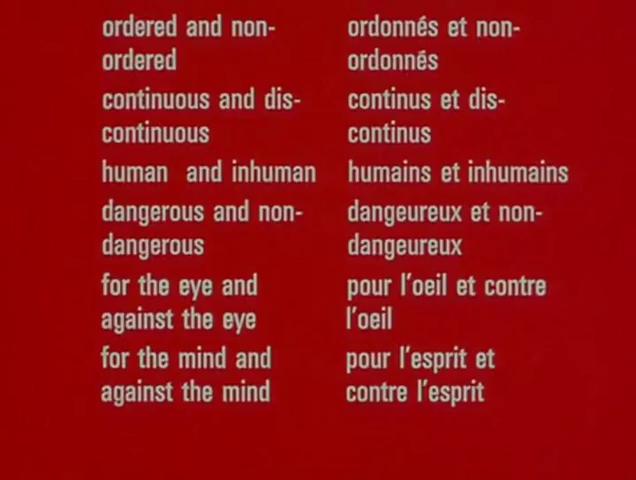 ordered and non-
ordered
continuous and dis-
continuous
human and inhuman
dangerous and non-
dangerous
for the eye and
against the eye
for the mind and
against the mind
ordonnés et non-
ordonnés
continus et dis-
continus
humains et inhumains
dangeureux et non-
dangeureux
pour l'oeil et contre
l'oeil
pour l'esprit et
contre l'esprit